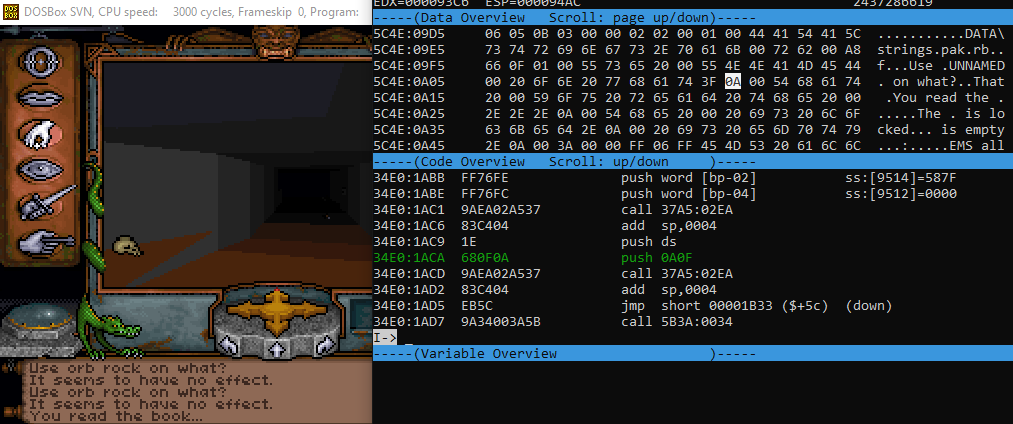 DOSBox SVN, CPU speed: 3000 cycles, Frameskip 0, Program:
EDX=000093C6 ESP=000094AC 2437286619
-----(Data Overview Scroll: page up/down)-----
5C4E:09D5 06 05 0B 03 00 00 02 02 00 01 00 44 41 54 41 5C ...........DATA\
5C4E:09E5 73 74 72 69 6E 67 73 2E 70 61 6B 00 72 62 00 A8 strings.pak.rb..
5C4E:09F5 66 0F 01 00 55 73 65 20 00 55 4E 4E 41 4D 45 44 f...Use .UNNAMED
5C4E:0A05 00 20 6F 6E 20 77 68 61 74 3F 0A 00 54 68 61 74 . on what?..That
5C4E:0A15 20 00 59 6F 75 20 72 65 61 64 20 74 68 65 20 00 .You read the .
5C4E:0A25 2E 2E 2E 0A 00 54 68 65 20 00 20 69 73 20 6C 6F .....The . is lo
5C4E:0A35 63 6B 65 64 2E 0A 00 20 69 73 20 65 6D 70 74 79 cked... is empty
5C4E:0A45 2E 0A 00 3A 00 00 FF 06 FF 45 4D 53 20 61 6C 6C ...:.....EMS all
-----(Code Overview Scroll: up/down )-----
34E0:1ABB FF76FE push word [bp-02] ss:[9514]=587F
34E0:1ABE FF76FC push word [bp-04] ss:[9512]=0000
34E0:1AC1 9AEA02A537 call 37A5:02EA
34E0:1AC6 83C404 add sp,0004
34E0:1AC9 1E push ds
34E0:1ACA 680F0A push 0A0F
34E0:1ACD 9AEA02A537 call 37A5:02EA
34E0:1AD2 83C404 add sp,0004
34E0:1AD5 EB5C jmp short 00001B33 ($+5c) (down)
34E0:1AD7 9A34003A5B call 5B3A:0034
I-> _
-----(Variable Overview )-----
Use orb rock on what?
It seems to have no effect.
Use orb rock on what?
It seems to have no effect.
You read the book...